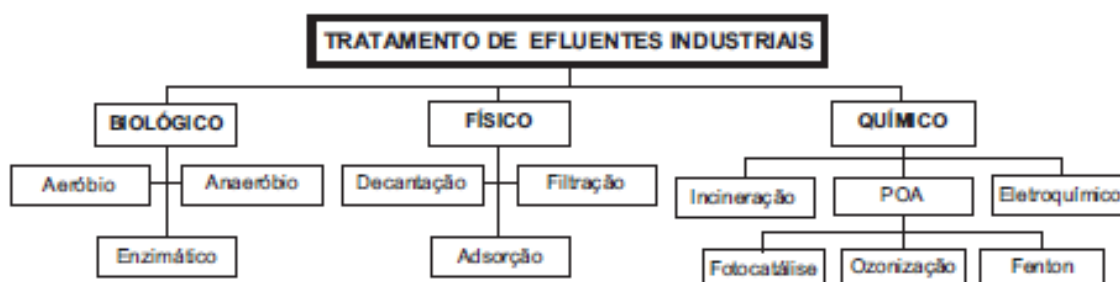 TRATAMENTO DE EFLUENTES INDUSTRIAIS
BIOLÓGICO
FÍSICO
QUÍMICO
Aeróbio
Anaeróbio
Decantação
Filtração
Incineração
POA
Eletroquímico
Enzimático
Adsorção
Fotocatálise
Ozonização
Fenton